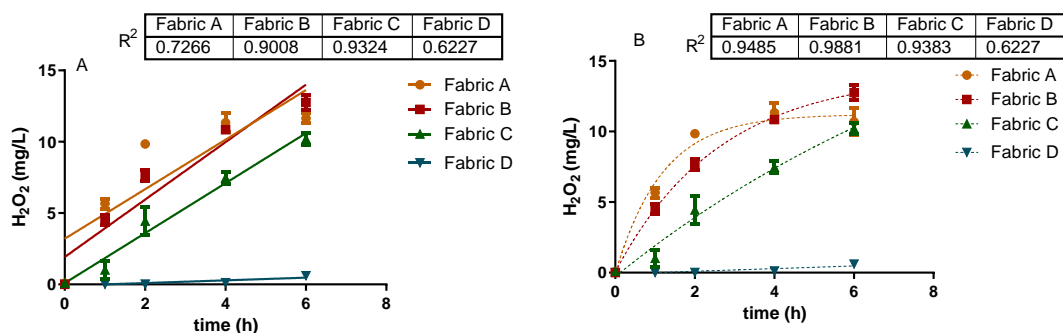 Fabric A Fabric B Fabric C Fabric D
R² 0.7266 0.9008 0.9324 0.6227
A
15
10
5
0
H₂O₂ (mg/L)
0 2 4 6 8
time (h)
Fabric A
Fabric B
Fabric C
Fabric D
Fabric A Fabric B Fabric C Fabric D
B R² 0.9485 0.9881 0.9383 0.6227
15
10
5
0
H₂O₂ (mg/L)
0 2 4 6 8
time (h)
Fabric A
Fabric B
Fabric C
Fabric D